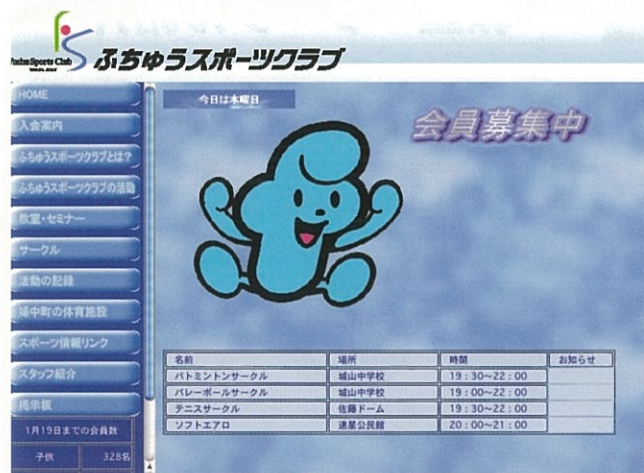 Fuchu Sports Club
ふちゅうスポーツクラブ
HOME
入会案内
ふちゅうスポーツクラブとは？
ふちゅうスポーツクラブの活動
教室・セミナー
サークル
活動の記録
婦中町の体育施設
スポーツ情報リンク
スタッフ紹介
掲示板
1月19日までの会員数
子供 328名
今日は木曜日
会員募集中
名前 場所 時間 お知らせ
バトミントンサークル 城山中学校 19：30～22：00
バレーボールサークル 城山中学校 19：00～22：00
テニスサークル 佐藤ドーム 19：30～22：00
ソフトエアロ 速星公民館 20：00～21：00